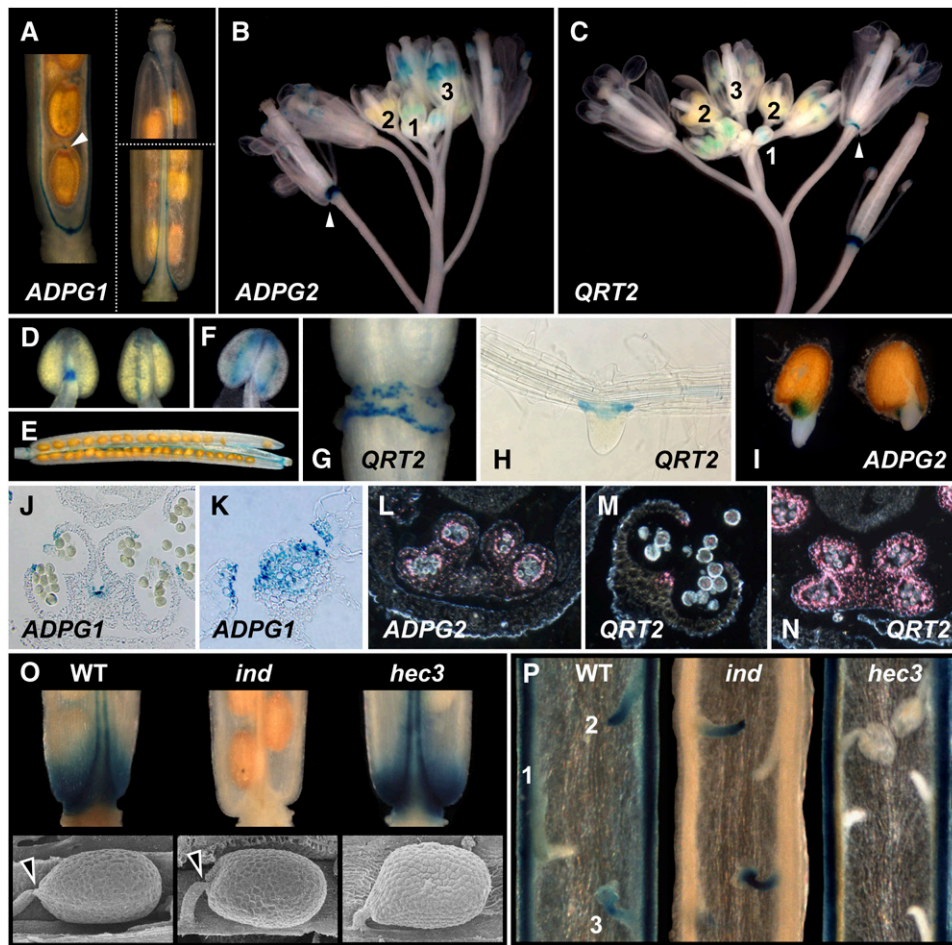 A
B
C
3
2
1
2
3
2
1
ADPG1
ADPG2
QRT2
D
F
E
G
QRT2
H
QRT2
I
ADPG2
J
ADPG1
K
ADPG1
L
ADPG2
M
QRT2
N
QRT2
O
WT
ind
hec3
P
WT
ind
hec3
2
1
3